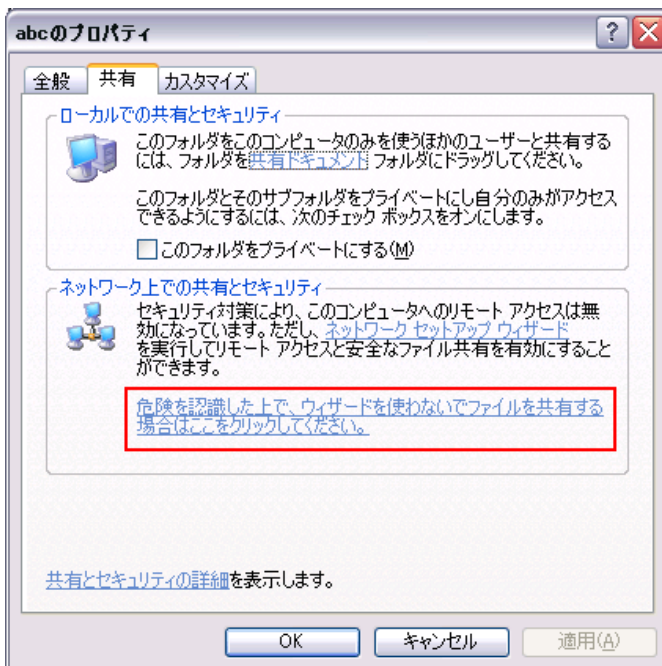 abcのプロパティ
全般 共有 カスタマイズ
ローカルでの共有とセキュリティ
このフォルダをこのコンピュータのみを使うほかのユーザーと共有する
には、フォルダを共有ドキュメント フォルダにドラッグしてください。
このフォルダとそのサブフォルダをプライベートにし自分のみがアクセス
できるようにするには、次のチェック ボックスをオンにします。
このフォルダをプライベートにする(M)
ネットワーク上での共有とセキュリティ
セキュリティ対策により、このコンピュータへのリモート アクセスは無
効になっています。ただし、ネットワーク セットアップ ウィザード
を実行してリモート アクセスと安全なファイル共有を有効にすること
ができます。
危険を認識した上で、ウィザードを使わないでファイルを共有する
場合はここをクリックしてください。
共有とセキュリティの詳細を表示します。
OK キャンセル 適用(A)